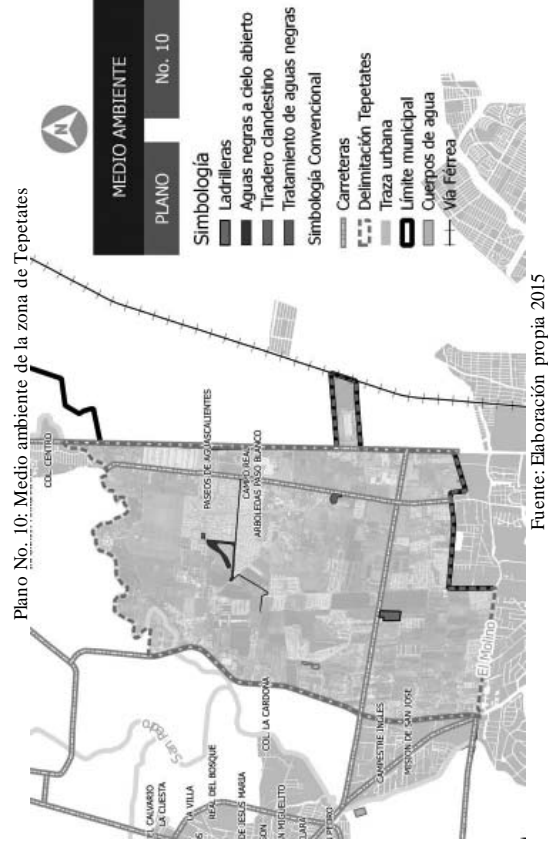 Plano No. 10: Medio ambiente de la zona de Tepetates
N
MEDIO AMBIENTE
PLANO
No. 10
Simbología
Ladrilleras
Aguas negras a cielo abierto
Tiradero clandestino
Tratamiento de aguas negras
Simbología Convencional
Carreteras
Delimitación Tepetates
Traza urbana
Límite municipal
Cuerpos de agua
Vía Férrea
COL. CENTRO
PASEOS DE AGUASCALIENTES
CAMPO REAL
ARBOLEDAS PASO BLANCO
San Pedro
EL CALVARIO
LA CUESTA
LA VILLA
REAL DEL BOSQUE
DE JESUS MARIA
N MIGUELITO
CLARA
PEDRO
COL. LA CARDONA
CAMPESTRE INGLES
MISION DE SAN JOSE
El Molino
Fuente: Elaboración propia 2015